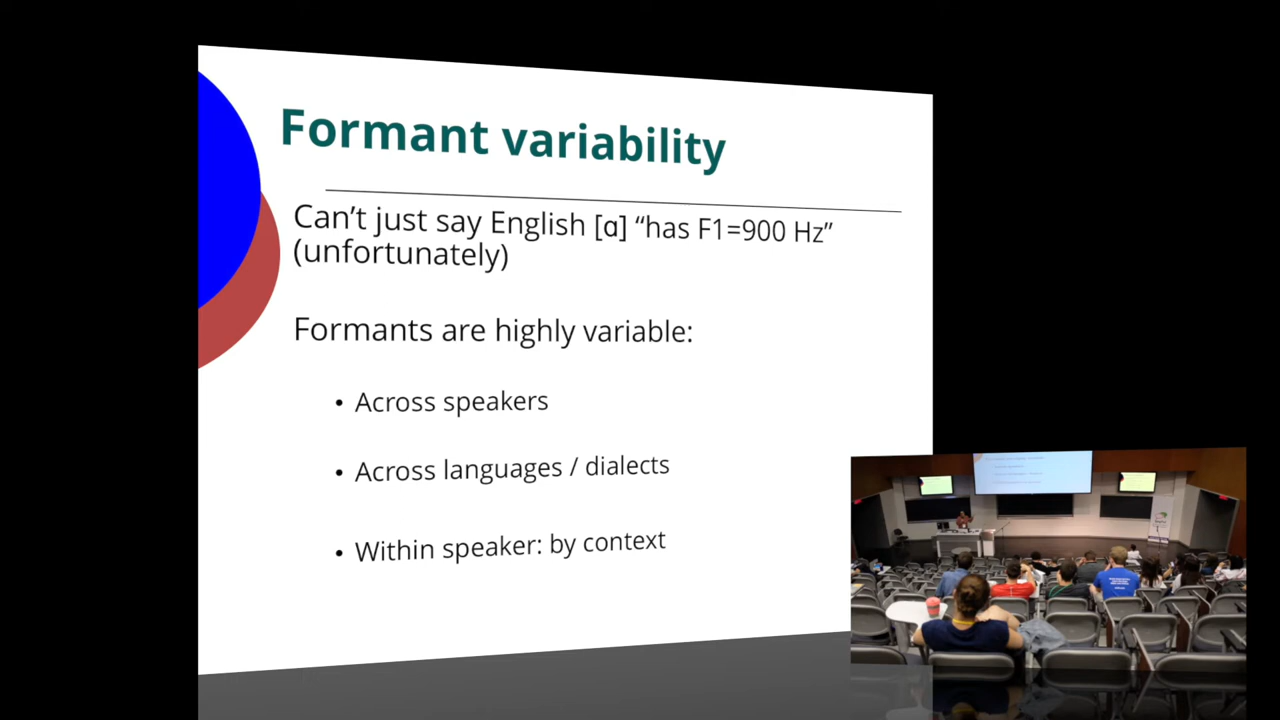 Formant variability
Can’t just say English [ɑ] “has F1=900 Hz”
(unfortunately)
Formants are highly variable:
• Across speakers
• Across languages / dialects
• Within speaker: by context